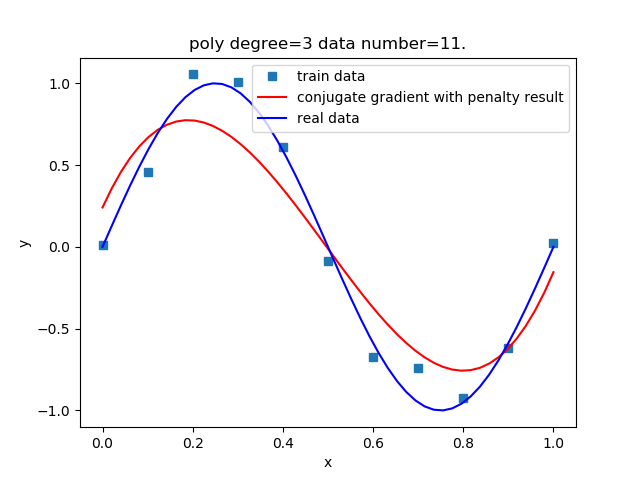 poly degree=3 data number=11.
train data
conjugate gradient with penalty result
real data
1.0
0.5
0.0
−0.5
−1.0
y
0.0 0.2 0.4 0.6 0.8 1.0
x